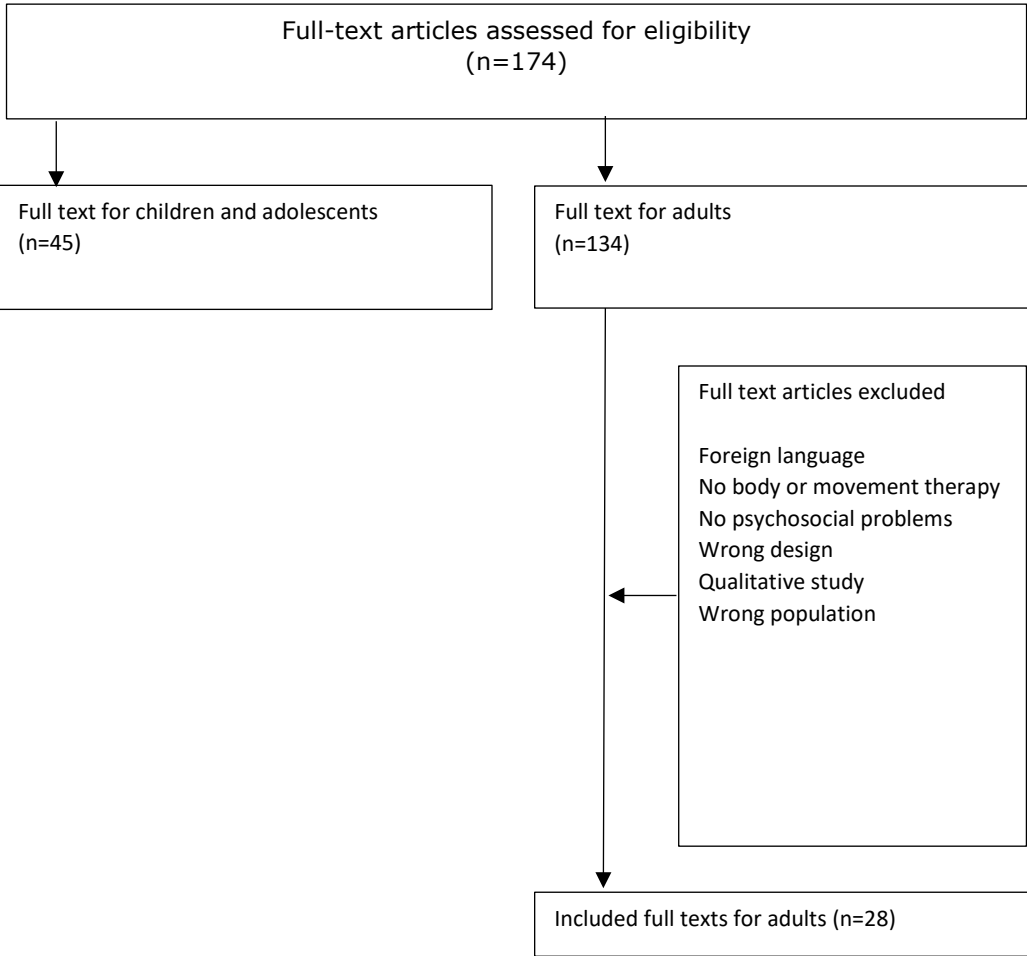 Full-text articles assessed for eligibility
(n=174)
Full text for children and adolescents
(n=45)
Full text for adults
(n=134)
Full text articles excluded
Foreign language
No body or movement therapy
No psychosocial problems
Wrong design
Qualitative study
Wrong population
Included full texts for adults (n=28)